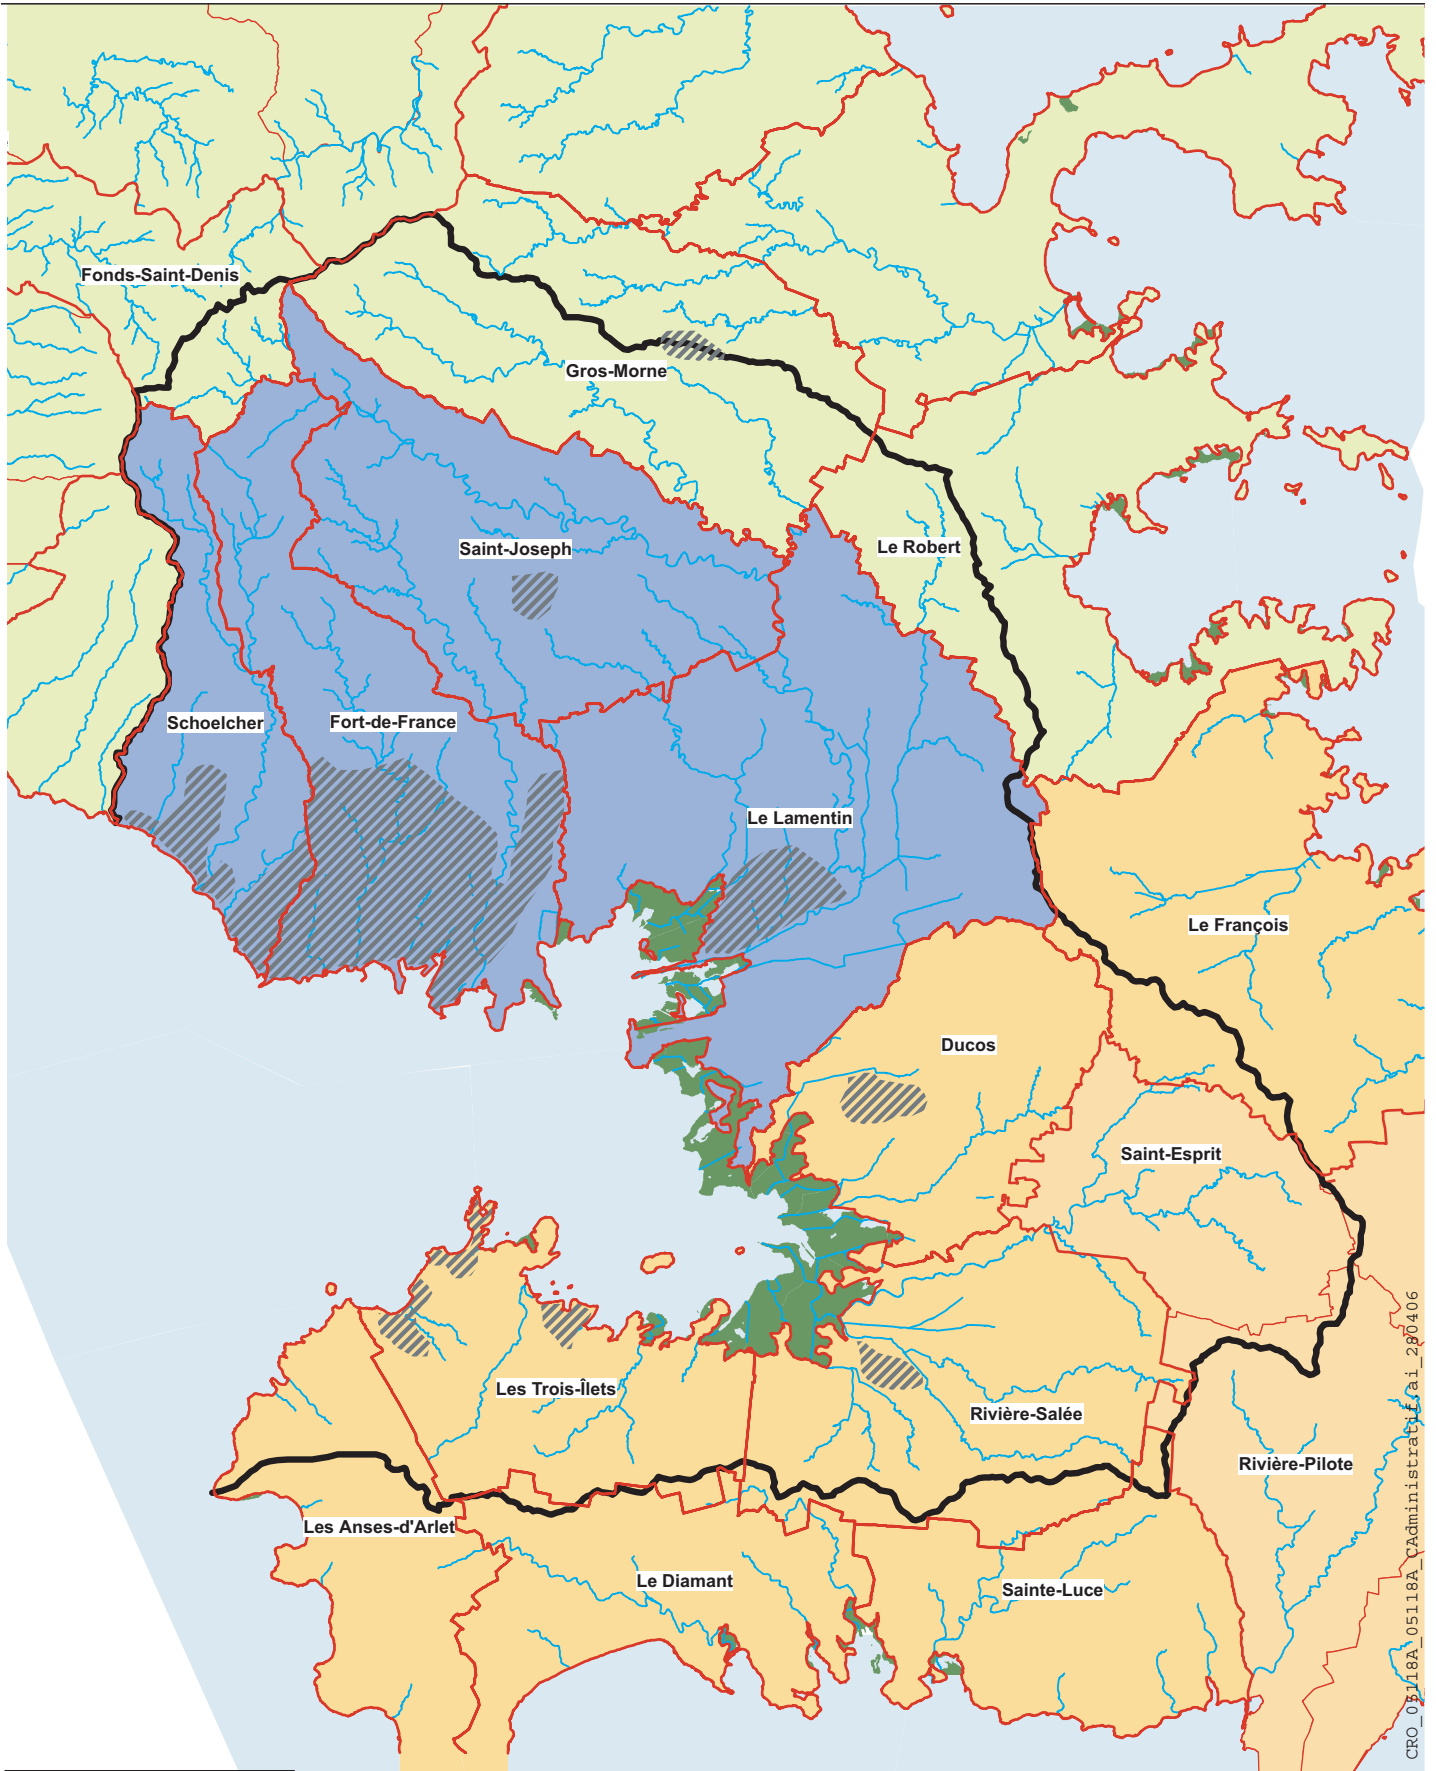 Fonds-Saint-Denis
Gros-Morne
Saint-Joseph
Le Robert
Schoelcher
Fort-de-France
Le Lamentin
Le François
Ducos
Saint-Esprit
Les Trois-Îlets
Rivière-Salée
Rivière-Pilote
Les Anses-d'Arlet
Le Diamant
Sainte-Luce
CRO_05118A_05118A_CAdministratif.ai_280406